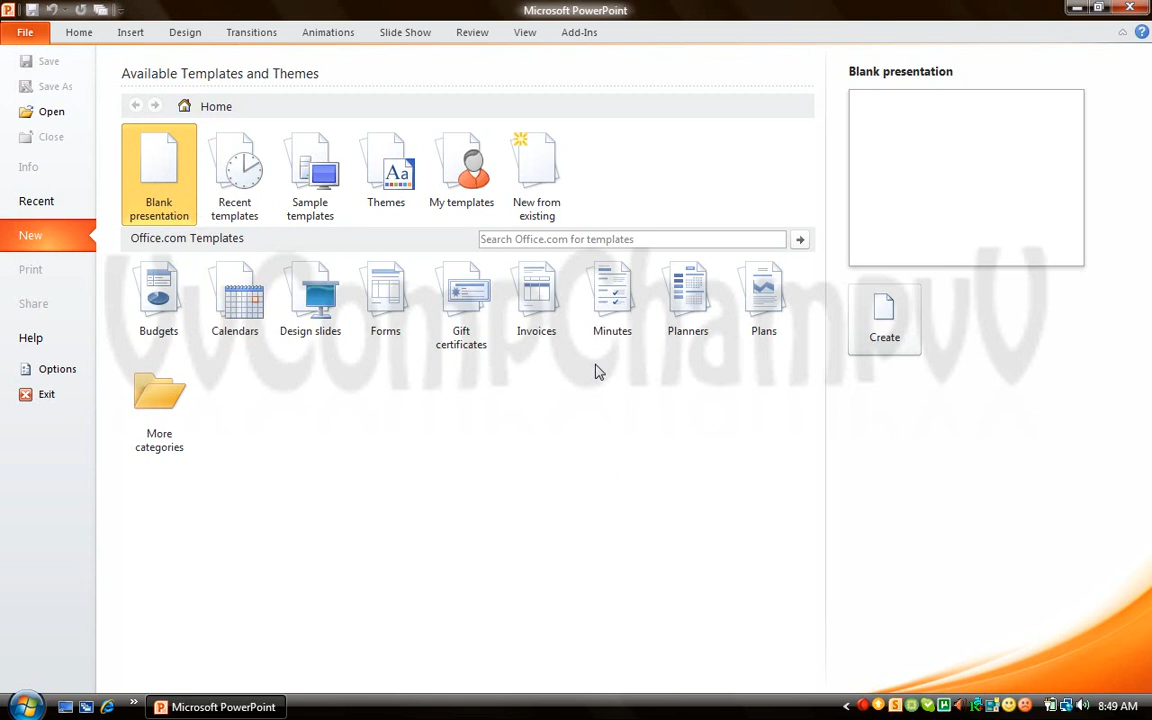 Microsoft PowerPoint
File Home Insert Design Transitions Animations Slide Show Review View Add-Ins
Save
Save As
Open
Close
Info
Recent
New
Print
Share
Help
Options
Exit
Available Templates and Themes
Home
Blank presentation
Recent templates
Sample templates
Themes
My templates
New from existing
Office.com Templates
Search Office.com for templates
Budgets
Calendars
Design slides
Forms
Gift certificates
Invoices
Minutes
Planners
Plans
More categories
Blank presentation
Create
VvCompChampvV
Microsoft PowerPoint
8:49 AM